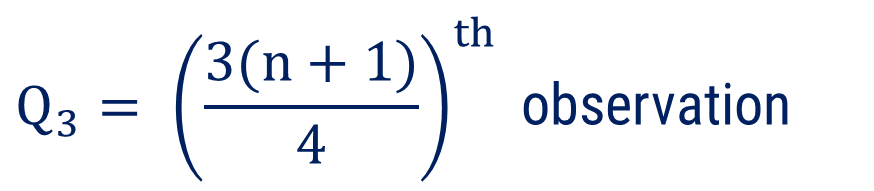 Q₃ = (3(n + 1)/4)ᵗʰ observation